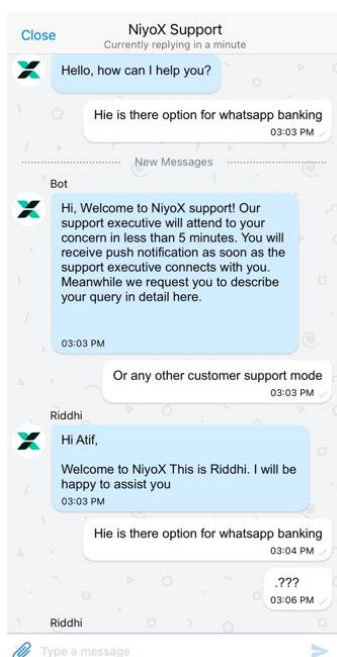 Close
NiyoX Support
Currently replying in a minute
Hello, how can I help you?
Hie is there option for whatsapp banking
03:03 PM
New Messages
Bot
Hi, Welcome to NiyoX support! Our
support executive will attend to your
concern in less than 5 minutes. You will
receive push notification as soon as the
support executive connects with you.
Meanwhile we request you to describe
your query in detail here.
03:03 PM
Or any other customer support mode
03:03 PM
Riddhi
Hi Atif,
Welcome to NiyoX This is Riddhi. I will be
happy to assist you
03:03 PM
Hie is there option for whatsapp banking
03:04 PM
.???
03:06 PM
Riddhi
Type a message